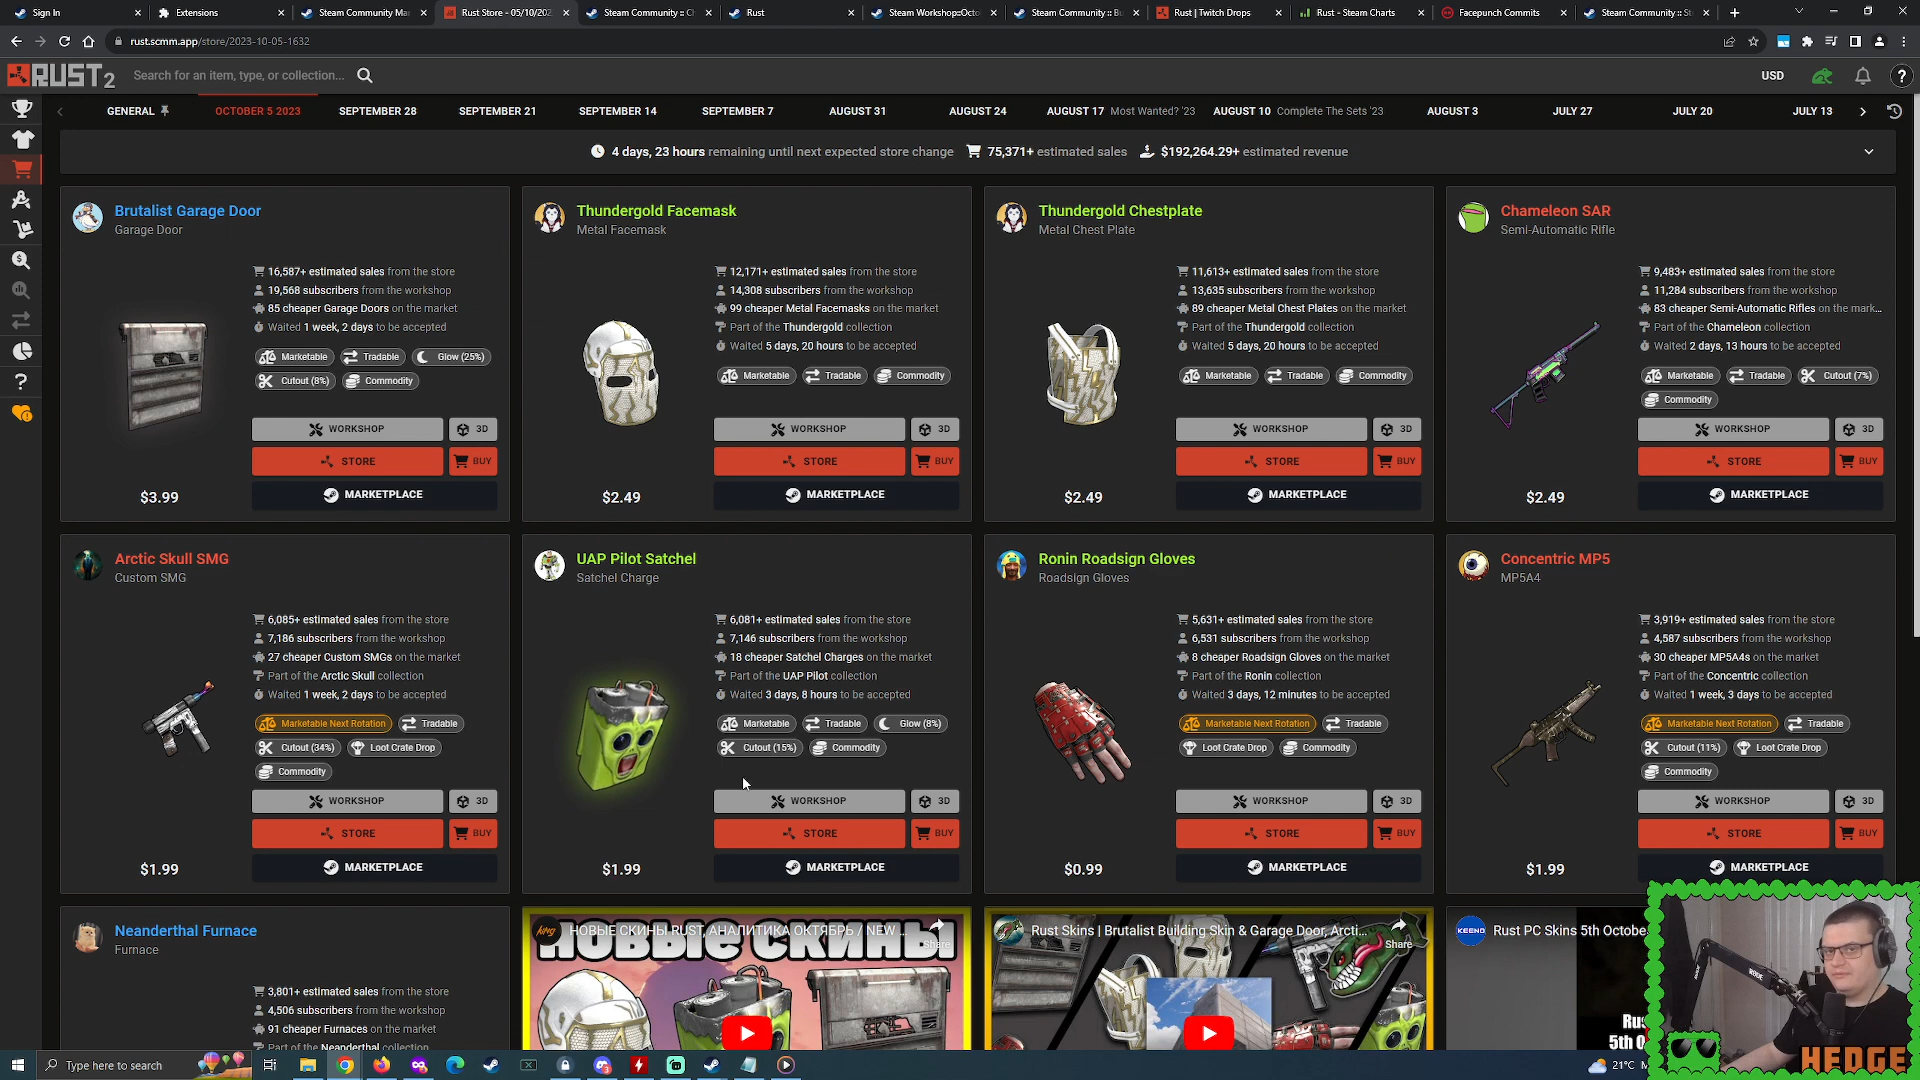 Sign In
Extensions
Steam Community Ma
Rust Store - 05/10/202
Steam Community :: Cl
Rust
Steam Workshop::Octo
Steam Community :: Bu
Rust | Twitch Drops
Rust - Steam Charts
Facepunch Commits
Steam Community :: St
rust.scmm.app/store/2023-10-05-1632
RUST 2
Search for an item, type, or collection...
USD
GENERAL
OCTOBER 5 2023
SEPTEMBER 28
SEPTEMBER 21
SEPTEMBER 14
SEPTEMBER 7
AUGUST 31
AUGUST 24
AUGUST 17 Most Wanted? '23
AUGUST 10 Complete The Sets '23
AUGUST 3
JULY 27
JULY 20
JULY 13
4 days, 23 hours remaining until next expected store change
75,371+ estimated sales
$192,264.29+ estimated revenue
Brutalist Garage Door
Garage Door
16,587+ estimated sales from the store
19,568 subscribers from the workshop
85 cheaper Garage Doors on the market
Waited 1 week, 2 days to be accepted
Marketable
Tradable
Glow (25%)
Cutout (8%)
Commodity
WORKSHOP
3D
STORE
BUY
$3.99
MARKETPLACE
Thundergold Facemask
Metal Facemask
12,171+ estimated sales from the store
14,308 subscribers from the workshop
99 cheaper Metal Facemasks on the market
Part of the Thundergold collection
Waited 5 days, 20 hours to be accepted
Marketable
Tradable
Commodity
WORKSHOP
3D
STORE
BUY
$2.49
MARKETPLACE
Thundergold Chestplate
Metal Chest Plate
11,613+ estimated sales from the store
13,635 subscribers from the workshop
89 cheaper Metal Chest Plates on the market
Part of the Thundergold collection
Waited 5 days, 20 hours to be accepted
Marketable
Tradable
Commodity
WORKSHOP
3D
STORE
BUY
$2.49
MARKETPLACE
Chameleon SAR
Semi-Automatic Rifle
9,483+ estimated sales from the store
11,284 subscribers from the workshop
83 cheaper Semi-Automatic Rifles on the mark...
Part of the Chameleon collection
Waited 2 days, 13 hours to be accepted
Marketable
Tradable
Cutout (7%)
Commodity
WORKSHOP
3D
STORE
BUY
$2.49
MARKETPLACE
Arctic Skull SMG
Custom SMG
6,085+ estimated sales from the store
7,186 subscribers from the workshop
27 cheaper Custom SMGs on the market
Part of the Arctic Skull collection
Waited 1 week, 2 days to be accepted
Marketable Next Rotation
Tradable
Cutout (34%)
Loot Crate Drop
Commodity
WORKSHOP
3D
STORE
BUY
$1.99
MARKETPLACE
UAP Pilot Satchel
Satchel Charge
6,081+ estimated sales from the store
7,146 subscribers from the workshop
18 cheaper Satchel Charges on the market
Part of the UAP Pilot collection
Waited 3 days, 8 hours to be accepted
Marketable
Tradable
Glow (8%)
Cutout (15%)
Commodity
WORKSHOP
3D
STORE
BUY
$1.99
MARKETPLACE
Ronin Roadsign Gloves
Roadsign Gloves
5,631+ estimated sales from the store
6,531 subscribers from the workshop
8 cheaper Roadsign Gloves on the market
Part of the Ronin collection
Waited 3 days, 12 minutes to be accepted
Marketable Next Rotation
Tradable
Loot Crate Drop
Commodity
WORKSHOP
3D
STORE
BUY
$0.99
MARKETPLACE
Concentric MP5
MP5A4
3,919+ estimated sales from the store
4,587 subscribers from the workshop
30 cheaper MP5A4s on the market
Part of the Concentric collection
Waited 1 week, 3 days to be accepted
Marketable Next Rotation
Tradable
Cutout (11%)
Loot Crate Drop
Commodity
WORKSHOP
3D
STORE
BUY
$1.99
MARKETPLACE
Neanderthal Furnace
Furnace
3,801+ estimated sales from the store
4,506 subscribers from the workshop
91 cheaper Furnaces on the market
Part of the Neanderthal collection
king
НОВЫЕ СКИНЫ RUST, АНАЛИТИКА ОКТЯБРЬ / NEW ...
Share
НОВЫЕ СКИНЫ
Rust Skins | Brutalist Building Skin & Garage Door, Arcti...
Share
KEENO
Rust PC Skins 5th Octobe
Rus
5th O
RODE
HEDGE
Type here to search
21°C